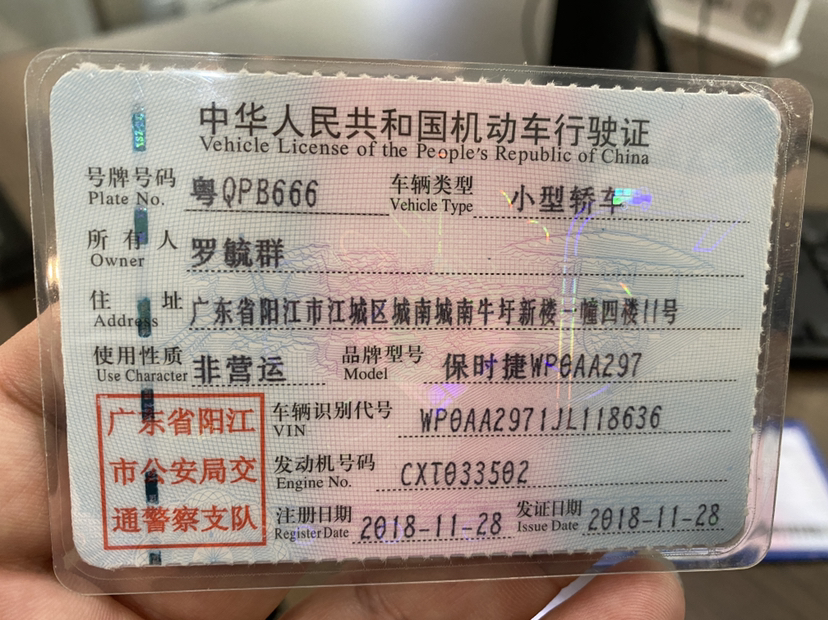 中华人民共和国机动车行驶证
Vehicle License of the People's Republic of China
号牌号码 粤QPB666 车辆类型 小型轿车
Plate No. Vehicle Type
所有人 罗毓群
Owner
住址 广东省阳江市江城区城南城南牛圩新楼一幢四楼11号
Address
使用性质 非营运 品牌型号 保时捷WP0AA297
Use Character Model
广东省阳江 车辆识别代号 WP0AA2971JL118636
VIN
市公安局交 发动机号码 CXT033502
Engine No.
通警察支队 注册日期 2018-11-28 发证日期 2018-11-28
Register Date Issue Date